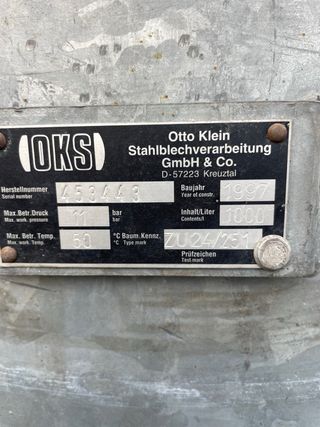 OKS
Otto Klein
Stahlblechverarbeitung
GmbH & Co.
D-57223 Kreuztal
Herstellnummer
Serial number
453443
Baujahr
Year of constr.
1997
Max. Betr. Druck
Max. work. pressure
11
bar
bar
Inhalt/Liter
Contents/liter
1000
Max. Betr. Temp.
Max. work Temp.
50
°C
°C
Baum. Kennz.
Type mark
Prüfzeichen
Test mark